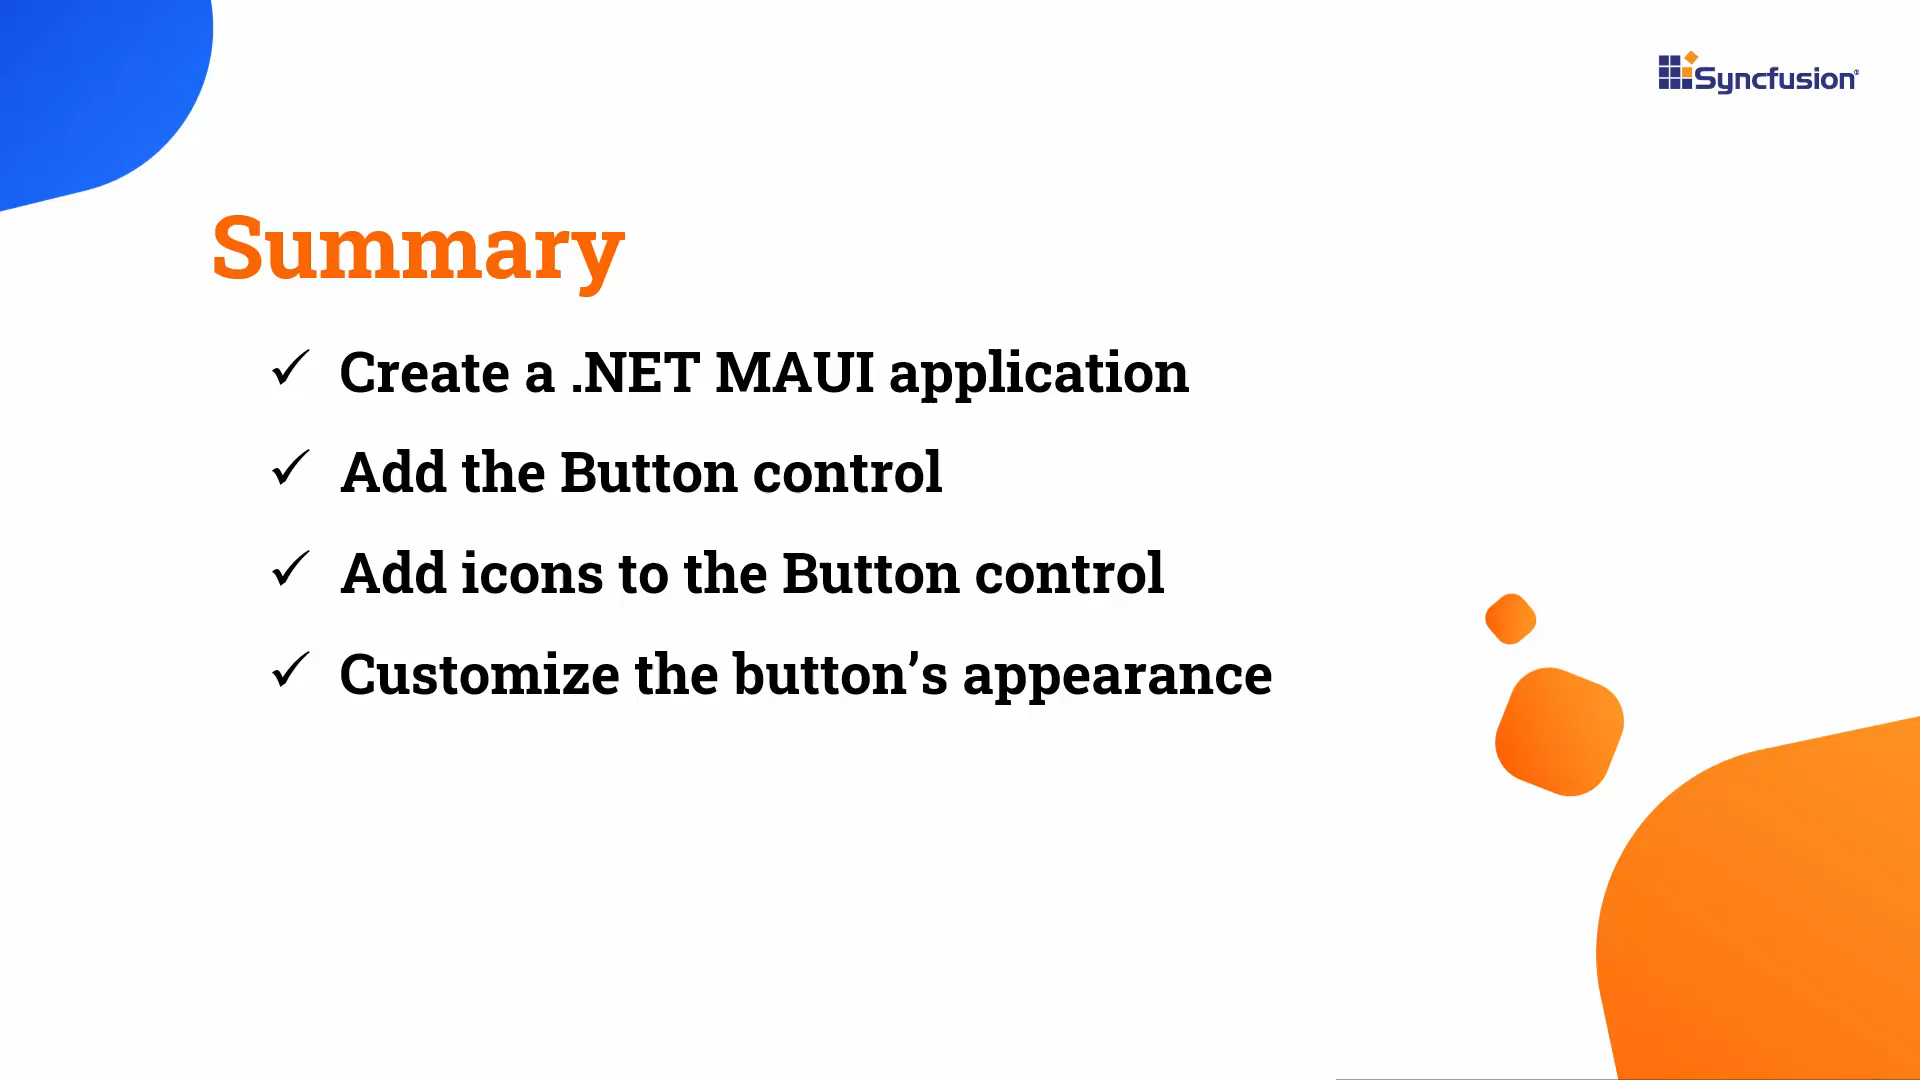 Syncfusion®
Summary
✓ Create a .NET MAUI application
✓ Add the Button control
✓ Add icons to the Button control
✓ Customize the button’s appearance